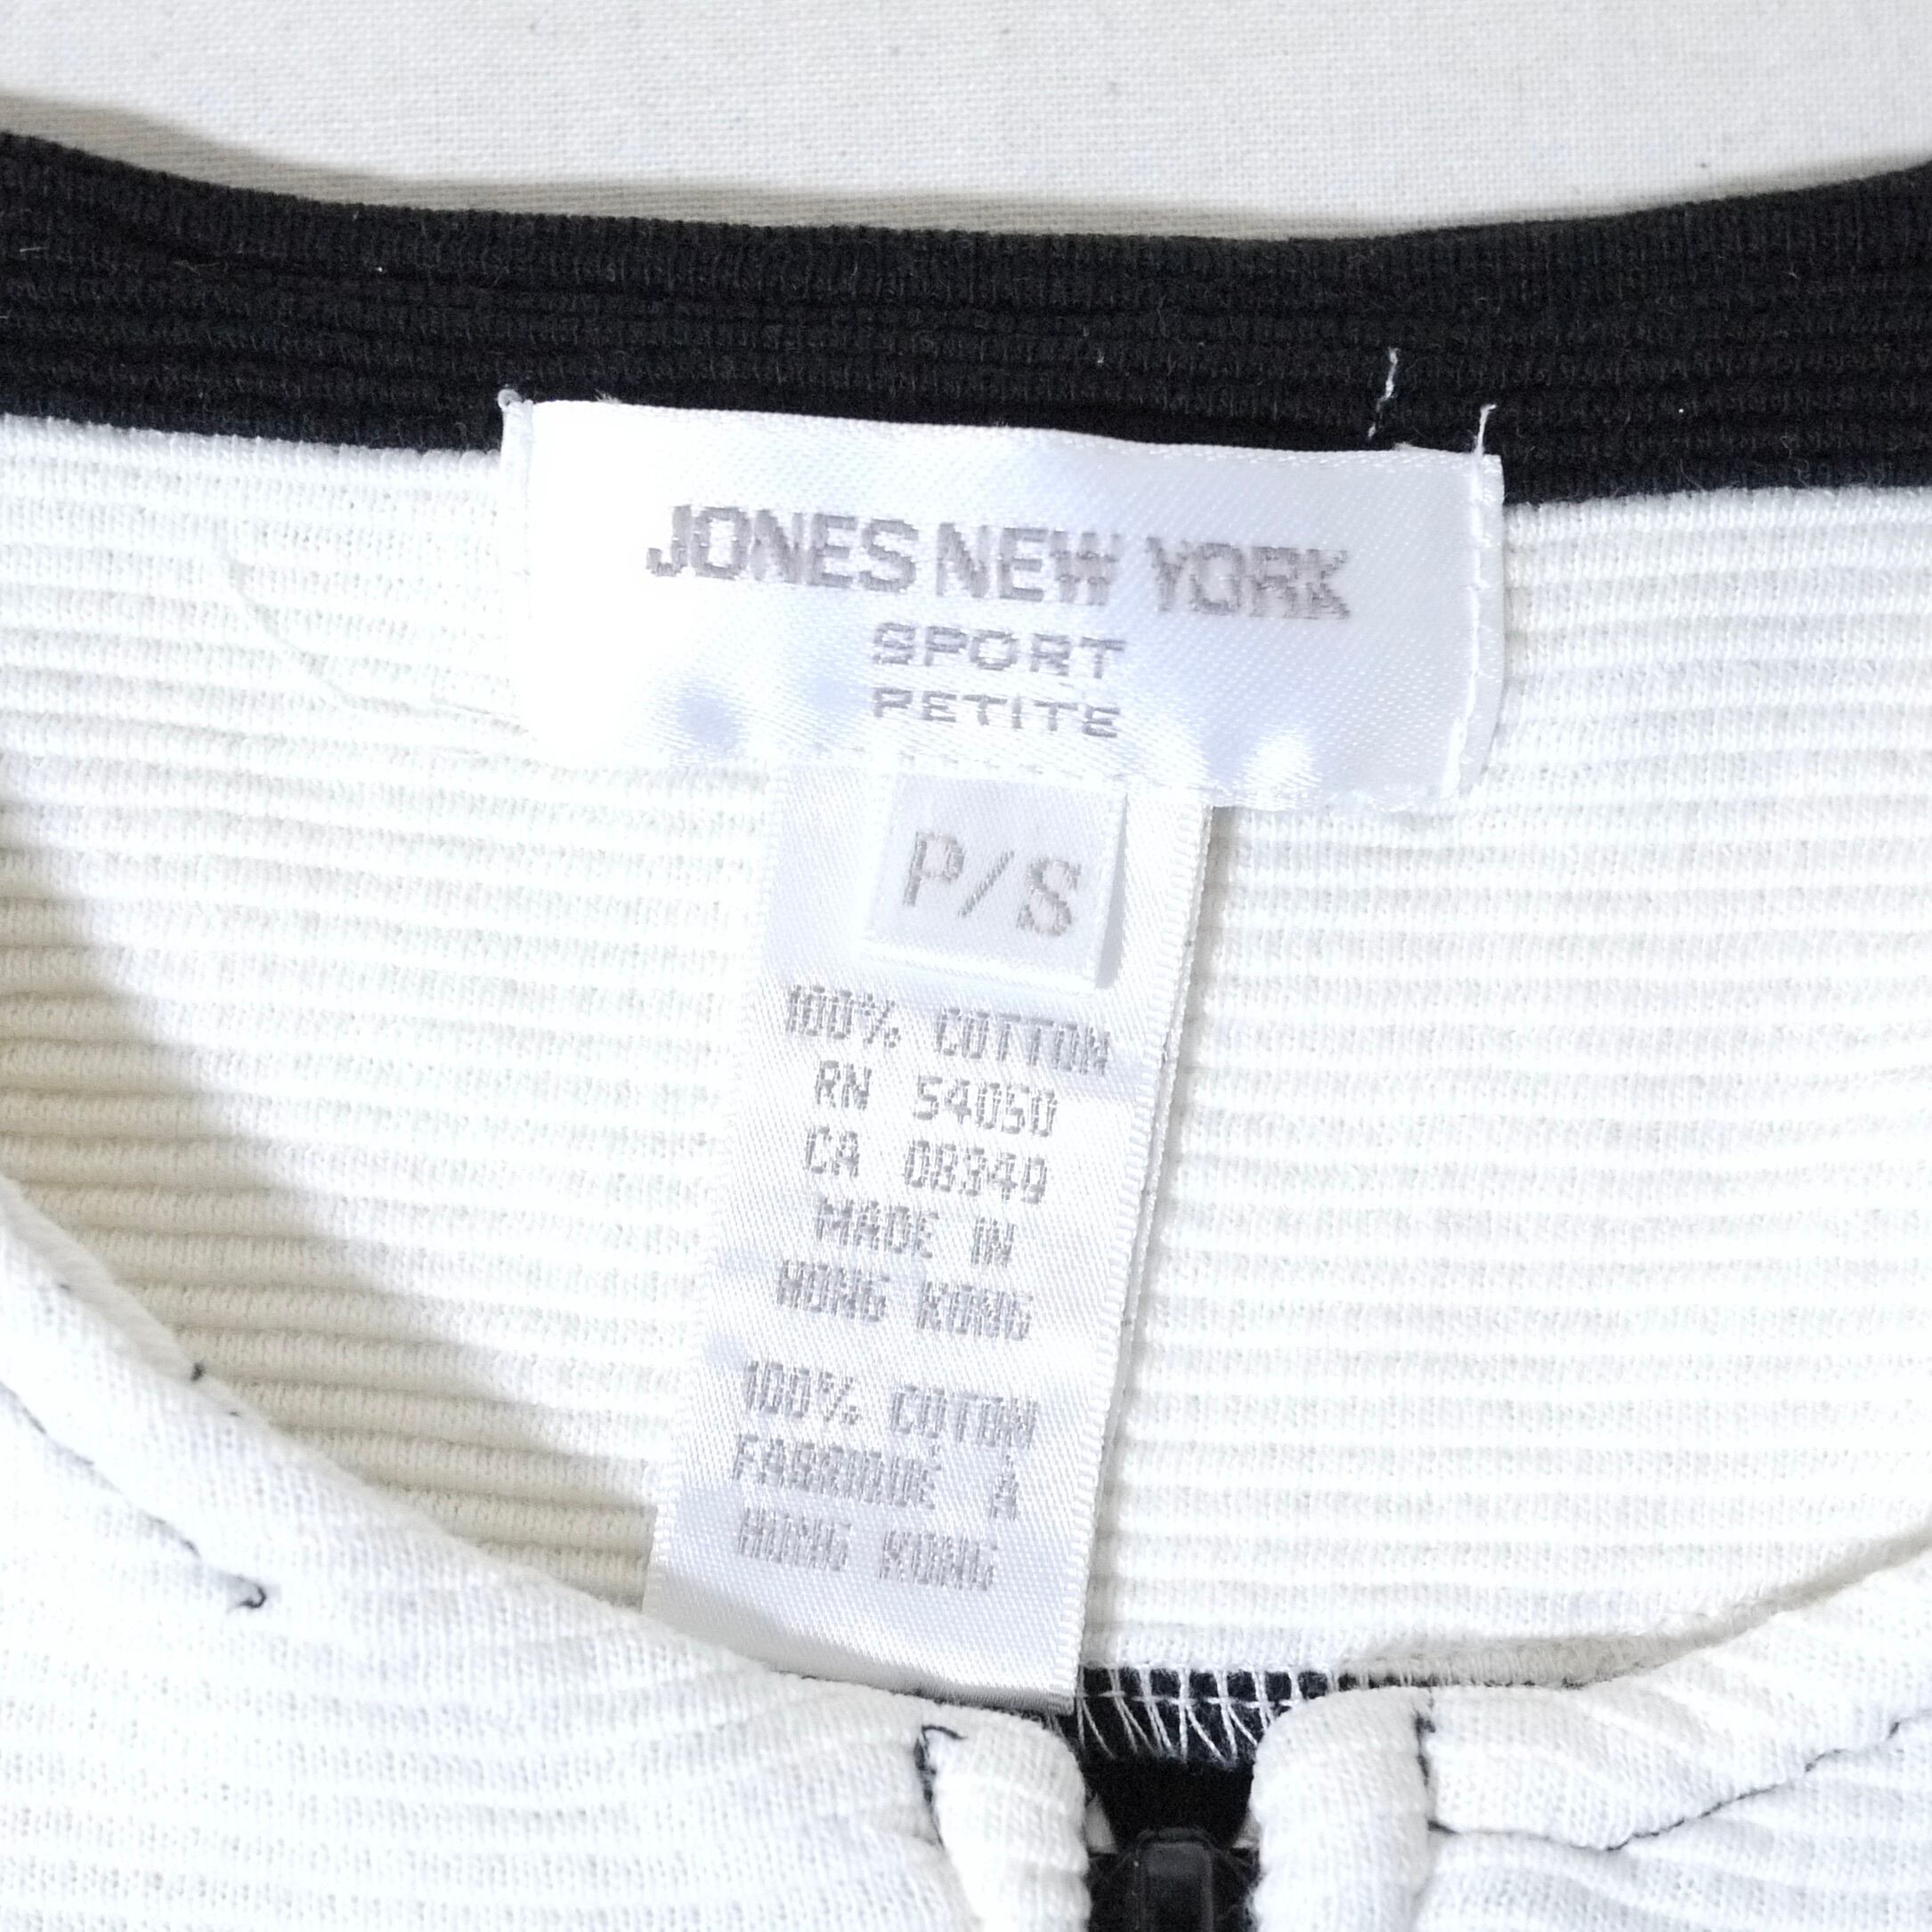 JONES NEW YORK
SPORT
PETITE
P/S
100% COTTON
RN 54050
CA 08349
MADE IN
HONG KONG
100% COTON
FABRIQUÉ À
HONG KONG